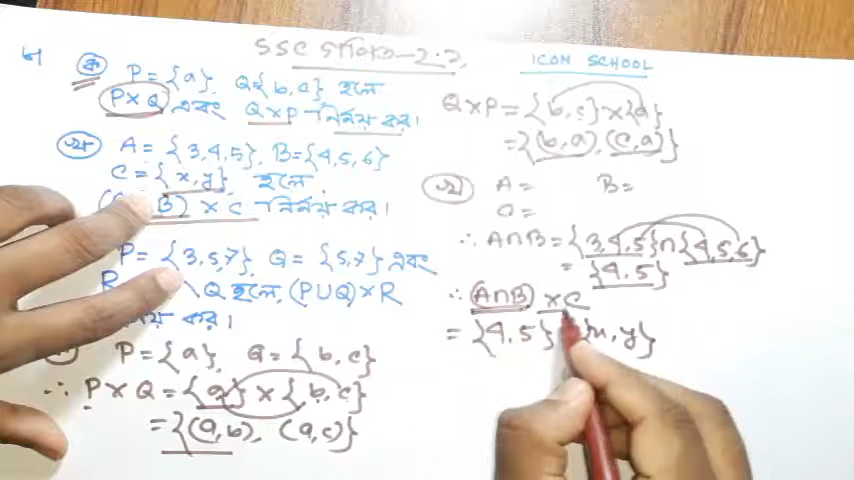 SSC গণিত-2.2
ICON SCHOOL
৮।
ক P = {a}, Q={b, c} হলে
P×Q এবং Q×P নির্ণয় কর।
খ A = {3,4,5}, B={4,5,6}
C = {x, y} হলে
B) × C নির্ণয় কর।
P = {3,5,7}, Q = {5,7} এবং
R \ Q হলে, (P∪Q)×R
কর।
P = {a}, Q = {b, c}
∴ P×Q = {a} × {b, c}
= {(a,b), (a,c)}
Q×P = {b,c}×{a}
= {(b,a), (c,a)}
খ A = B =
C =
∴ A∩B = {3,4,5}∩{4,5,6}
= {4,5}
∴ (A∩B) ×C
= {4,5} {x,y}